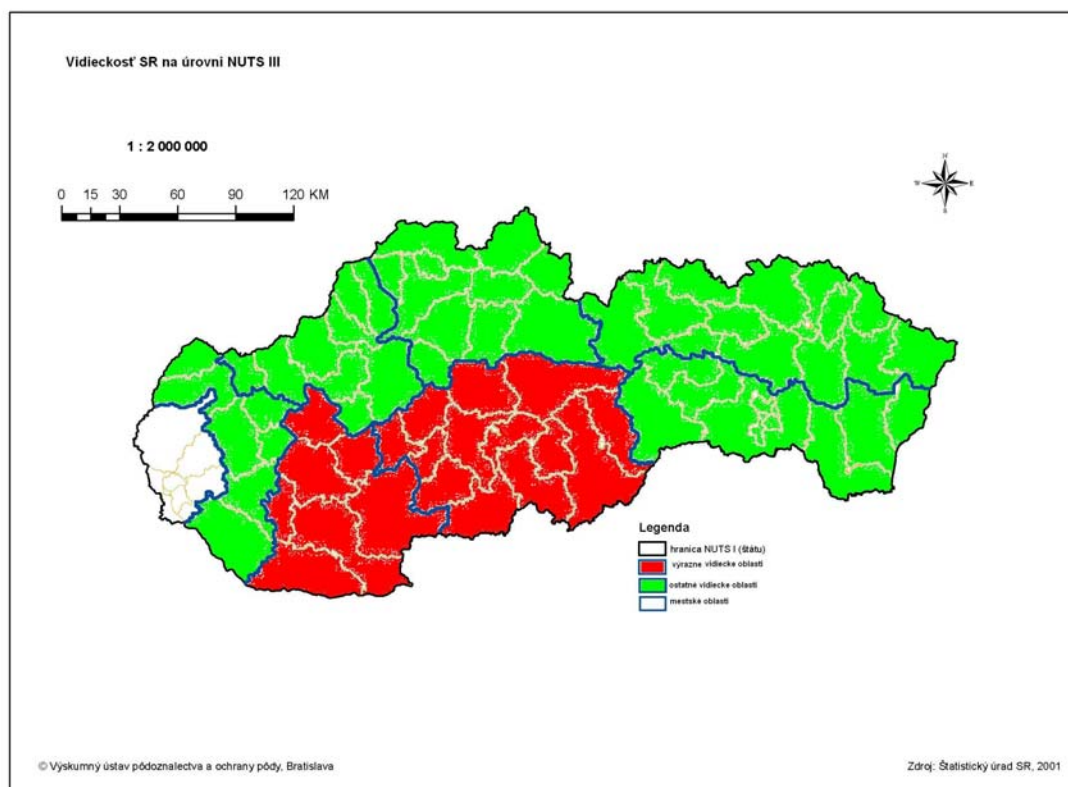 Vidieckosť SR na úrovni NUTS III
1 : 2 000 000
0 15 30 60 90 120 KM
N
W E
S
Legenda
hranica NUTS I (štátu)
výrazne vidiecke oblasti
ostatné vidiecke oblasti
mestské oblasti
© Výskumný ústav pôdoznalectva a ochrany pôdy, Bratislava
Zdroj: Štatistický úrad SR, 2001